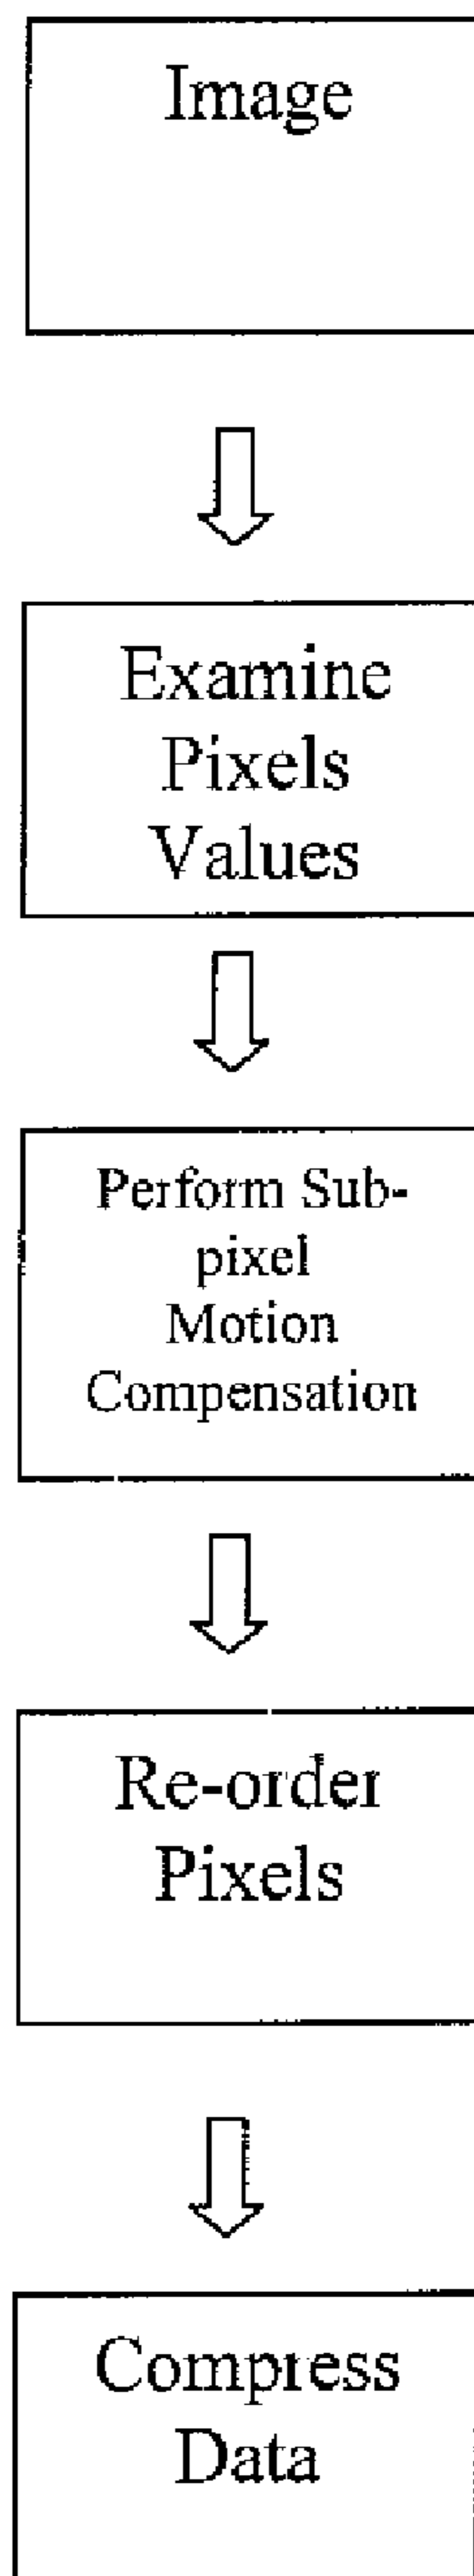 Image
Examine
Pixels
Values
Perform Sub-
pixel
Motion
Compensation
Re-order
Pixels
Compress
Data